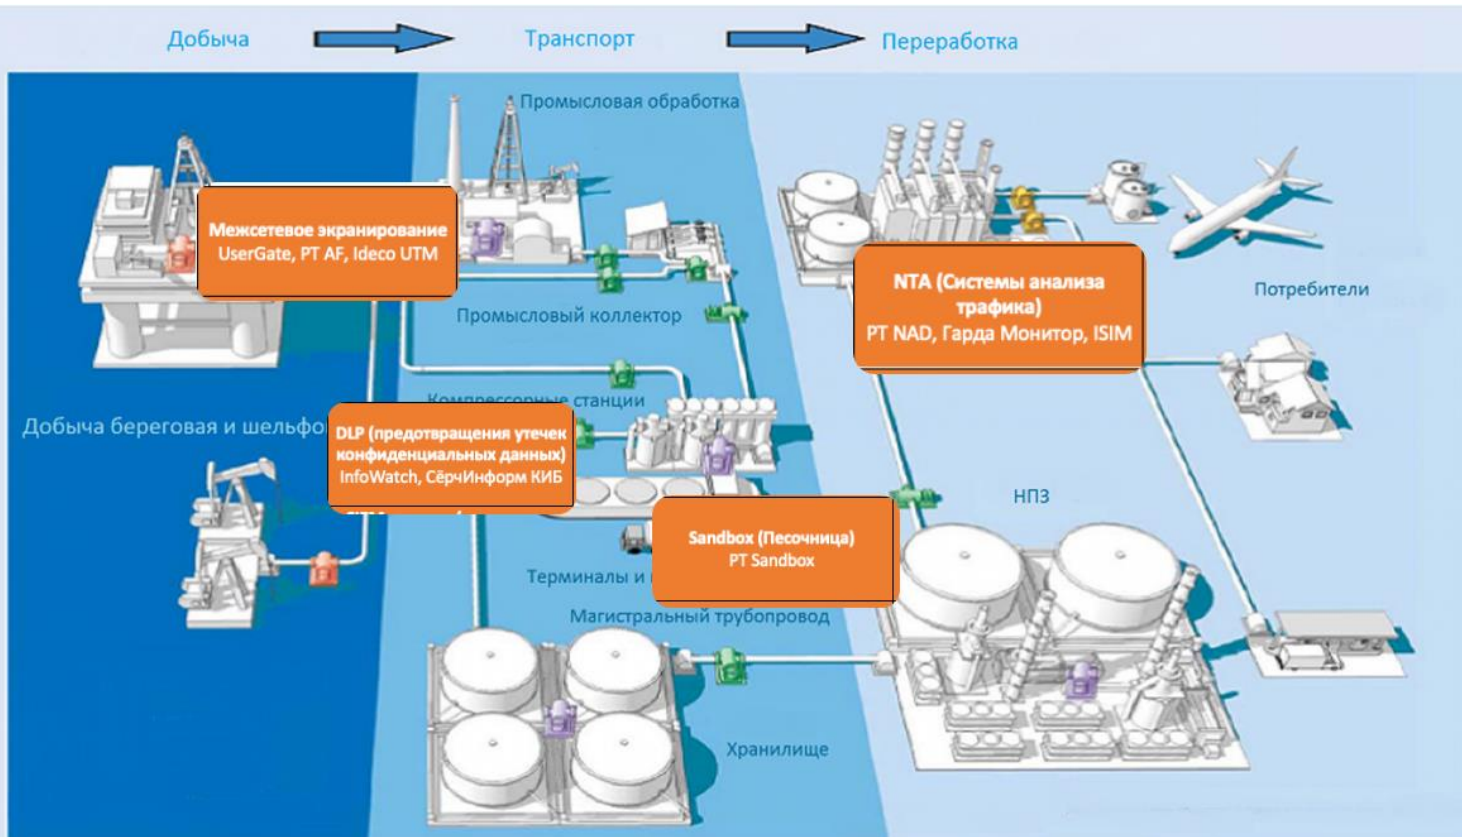 Добыча
Транспорт
Переработка
Промысловая обработка
Межсетевое экранирование
UserGate, PT AF, Ideco UTM
NTA (Системы анализа
трафика)
PT NAD, Гарда Монитор, ISIM
Потребители
Промысловый коллектор
Компрессорные станции
Добыча береговая и
DLP (предотвращения утечек
конфиденциальных данных)
InfoWatch, СёрчИнформ КИБ
НПЗ
Sandbox (Песочница)
PT Sandbox
Терминалы и
Магистральный трубопровод
Хранилище